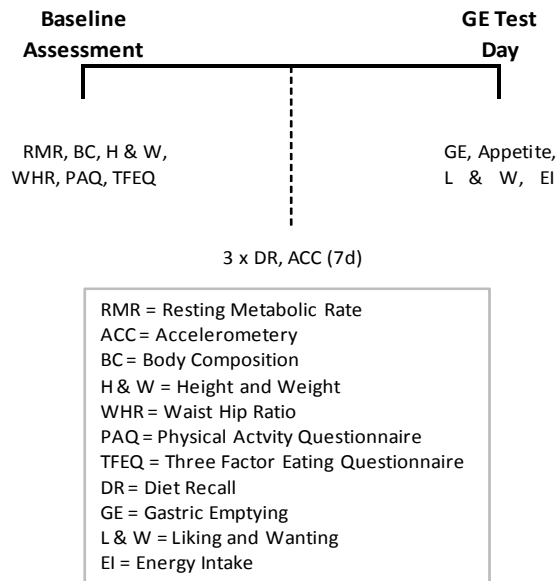 Baseline
Assessment
GE Test
Day
RMR, BC, H & W,
WHR, PAQ, TFEQ
GE, Appetite,
L & W, EI
3 x DR, ACC (7d)
RMR = Resting Metabolic Rate
ACC = Accelerometery
BC = Body Composition
H & W = Height and Weight
WHR = Waist Hip Ratio
PAQ = Physical Actvity Questionnaire
TFEQ = Three Factor Eating Questionnaire
DR = Diet Recall
GE = Gastric Emptying
L & W = Liking and Wanting
EI = Energy Intake